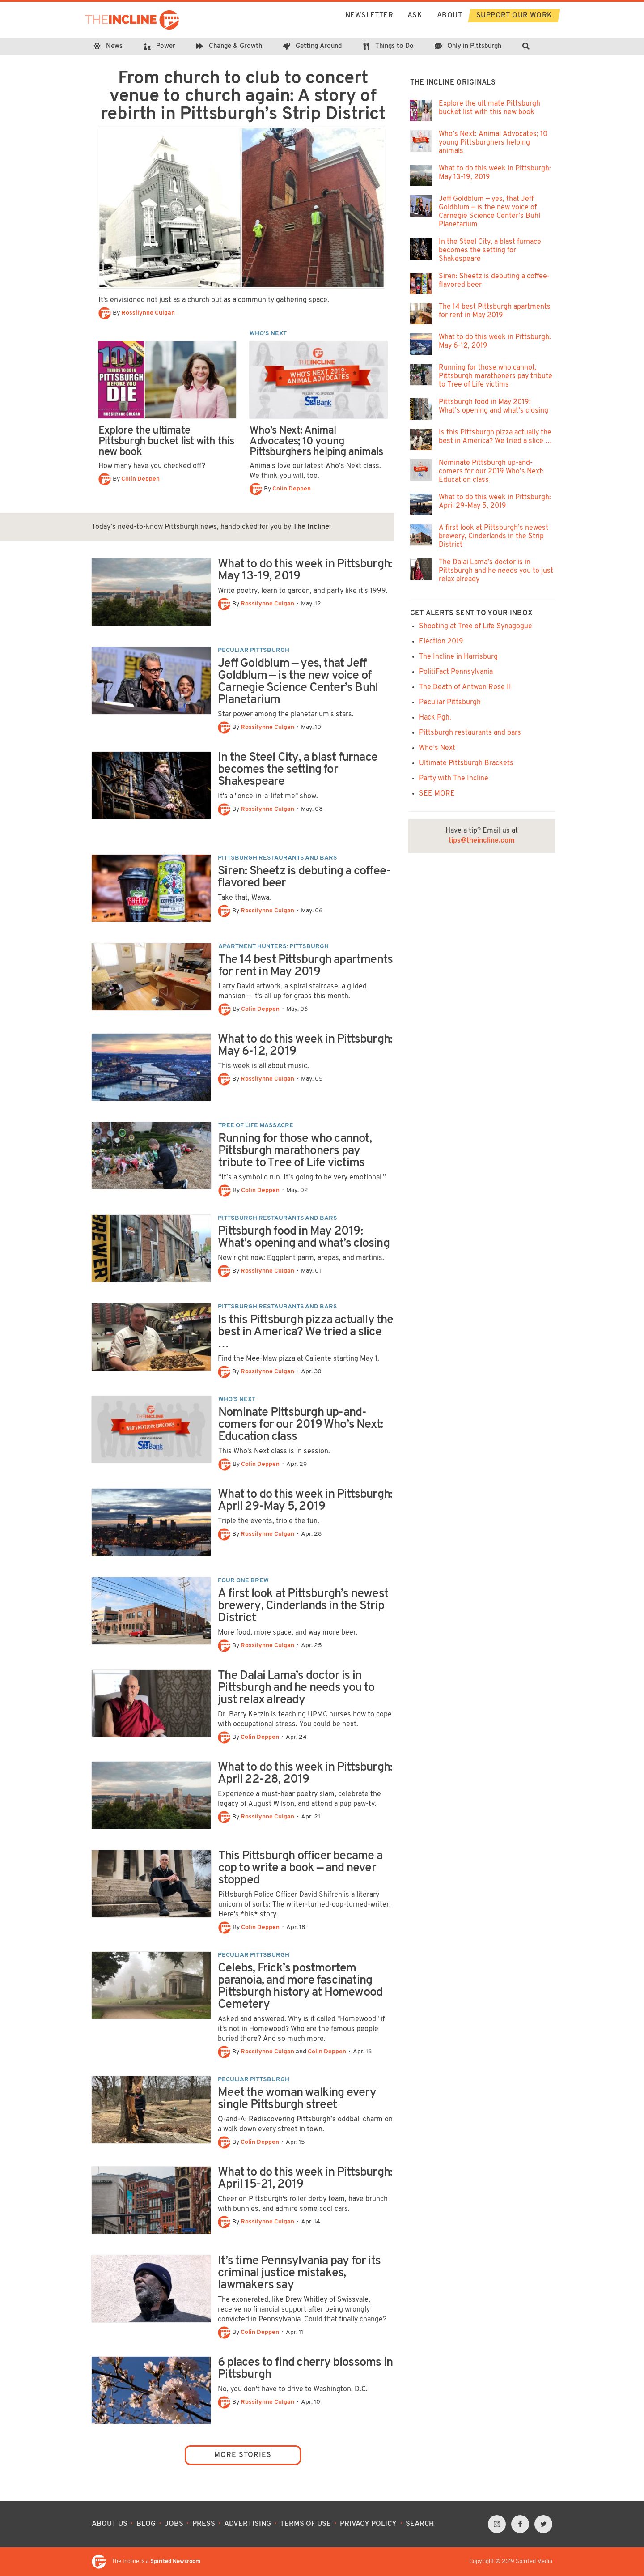 THE INCLINE
NEWSLETTER ASK ABOUT SUPPORT OUR WORK
News Power Change & Growth Getting Around Things to Do Only in Pittsburgh
From church to club to concert
venue to church again: A story of
rebirth in Pittsburgh’s Strip District
It's envisioned not just as a church but as a community gathering space.
By Rossilynne Culgan
101
THINGS TO DO IN
PITTSBURGH
BEFORE YOU
DIE
ROSSILYNNE CULGAN
Explore the ultimate
Pittsburgh bucket list with this
new book
How many have you checked off?
By Colin Deppen
WHO'S NEXT
THE INCLINE
WHO'S NEXT 2019:
ANIMAL ADVOCATES
S&T Bank
Who’s Next: Animal
Advocates; 10 young
Pittsburghers helping animals
Animals love our latest Who's Next class.
We think you will, too.
By Colin Deppen
Today’s need-to-know Pittsburgh news, handpicked for you by The Incline:
What to do this week in Pittsburgh:
May 13-19, 2019
Write poetry, learn to garden, and party like it's 1999.
By Rossilynne Culgan · May. 12
PECULIAR PITTSBURGH
Jeff Goldblum — yes, that Jeff
Goldblum — is the new voice of
Carnegie Science Center’s Buhl
Planetarium
Star power among the planetarium's stars.
By Rossilynne Culgan · May. 10
In the Steel City, a blast furnace
becomes the setting for
Shakespeare
It's a "once-in-a-lifetime" show.
By Rossilynne Culgan · May. 08
PITTSBURGH RESTAURANTS AND BARS
Siren: Sheetz is debuting a coffee-
flavored beer
Take that, Wawa.
By Rossilynne Culgan · May. 06
APARTMENT HUNTERS: PITTSBURGH
The 14 best Pittsburgh apartments
for rent in May 2019
Larry David artwork, a spiral staircase, a gilded
mansion — it's all up for grabs this month.
By Colin Deppen · May. 06
What to do this week in Pittsburgh:
May 6-12, 2019
This week is all about music.
By Rossilynne Culgan · May. 05
TREE OF LIFE MASSACRE
Running for those who cannot,
Pittsburgh marathoners pay
tribute to Tree of Life victims
“It’s a symbolic run. It’s going to be very emotional.”
By Colin Deppen · May. 02
BREWER
PITTSBURGH RESTAURANTS AND BARS
Pittsburgh food in May 2019:
What’s opening and what’s closing
New right now: Eggplant parm, arepas, and martinis.
By Rossilynne Culgan · May. 01
PITTSBURGH RESTAURANTS AND BARS
Is this Pittsburgh pizza actually the
best in America? We tried a slice
…
Find the Mee-Maw pizza at Caliente starting May 1.
By Rossilynne Culgan · Apr. 30
THE INCLINE
WHO'S NEXT 2019: EDUCATORS
S&T Bank
WHO'S NEXT
Nominate Pittsburgh up-and-
comers for our 2019 Who’s Next:
Education class
This Who's Next class is in session.
By Colin Deppen · Apr. 29
What to do this week in Pittsburgh:
April 29-May 5, 2019
Triple the events, triple the fun.
By Rossilynne Culgan · Apr. 28
FOUR ONE BREW
A first look at Pittsburgh’s newest
brewery, Cinderlands in the Strip
District
More food, more space, and way more beer.
By Rossilynne Culgan · Apr. 25
The Dalai Lama’s doctor is in
Pittsburgh and he needs you to
just relax already
Dr. Barry Kerzin is teaching UPMC nurses how to cope
with occupational stress. You could be next.
By Colin Deppen · Apr. 24
What to do this week in Pittsburgh:
April 22-28, 2019
Experience a must-hear poetry slam, celebrate the
legacy of August Wilson, and attend a pup paw-ty.
By Rossilynne Culgan · Apr. 21
This Pittsburgh officer became a
cop to write a book — and never
stopped
Pittsburgh Police Officer David Shifren is a literary
unicorn of sorts: The writer-turned-cop-turned-writer.
Here's *his* story.
By Colin Deppen · Apr. 18
PECULIAR PITTSBURGH
Celebs, Frick’s postmortem
paranoia, and more fascinating
Pittsburgh history at Homewood
Cemetery
Asked and answered: Why is it called "Homewood" if
it's not in Homewood? Who are the famous people
buried there? And so much more.
By Rossilynne Culgan and Colin Deppen · Apr. 16
PECULIAR PITTSBURGH
Meet the woman walking every
single Pittsburgh street
Q-and-A: Rediscovering Pittsburgh’s oddball charm on
a walk down every street in town.
By Colin Deppen · Apr. 15
What to do this week in Pittsburgh:
April 15-21, 2019
Cheer on Pittsburgh's roller derby team, have brunch
with bunnies, and admire some cool cars.
By Rossilynne Culgan · Apr. 14
It’s time Pennsylvania pay for its
criminal justice mistakes,
lawmakers say
The exonerated, like Drew Whitley of Swissvale,
receive no financial support after being wrongly
convicted in Pennsylvania. Could that finally change?
By Colin Deppen · Apr. 11
6 places to find cherry blossoms in
Pittsburgh
No, you don't have to drive to Washington, D.C.
By Rossilynne Culgan · Apr. 10
MORE STORIES
THE INCLINE ORIGINALS
Explore the ultimate Pittsburgh
bucket list with this new book
Who’s Next: Animal Advocates; 10
young Pittsburghers helping
animals
What to do this week in Pittsburgh:
May 13-19, 2019
Jeff Goldblum — yes, that Jeff
Goldblum — is the new voice of
Carnegie Science Center’s Buhl
Planetarium
In the Steel City, a blast furnace
becomes the setting for
Shakespeare
Siren: Sheetz is debuting a coffee-
flavored beer
The 14 best Pittsburgh apartments
for rent in May 2019
What to do this week in Pittsburgh:
May 6-12, 2019
Running for those who cannot,
Pittsburgh marathoners pay tribute
to Tree of Life victims
Pittsburgh food in May 2019:
What’s opening and what’s closing
Is this Pittsburgh pizza actually the
best in America? We tried a slice …
Nominate Pittsburgh up-and-
comers for our 2019 Who’s Next:
Education class
What to do this week in Pittsburgh:
April 29-May 5, 2019
A first look at Pittsburgh’s newest
brewery, Cinderlands in the Strip
District
The Dalai Lama’s doctor is in
Pittsburgh and he needs you to just
relax already
GET ALERTS SENT TO YOUR INBOX
Shooting at Tree of Life Synagogue
Election 2019
The Incline in Harrisburg
PolitiFact Pennsylvania
The Death of Antwon Rose II
Peculiar Pittsburgh
Hack Pgh.
Pittsburgh restaurants and bars
Who's Next
Ultimate Pittsburgh Brackets
Party with The Incline
SEE MORE
Have a tip? Email us at
tips@theincline.com
ABOUT US · BLOG · JOBS · PRESS · ADVERTISING · TERMS OF USE · PRIVACY POLICY · SEARCH
The Incline is a Spirited Newsroom
Copyright © 2019 Spirited Media